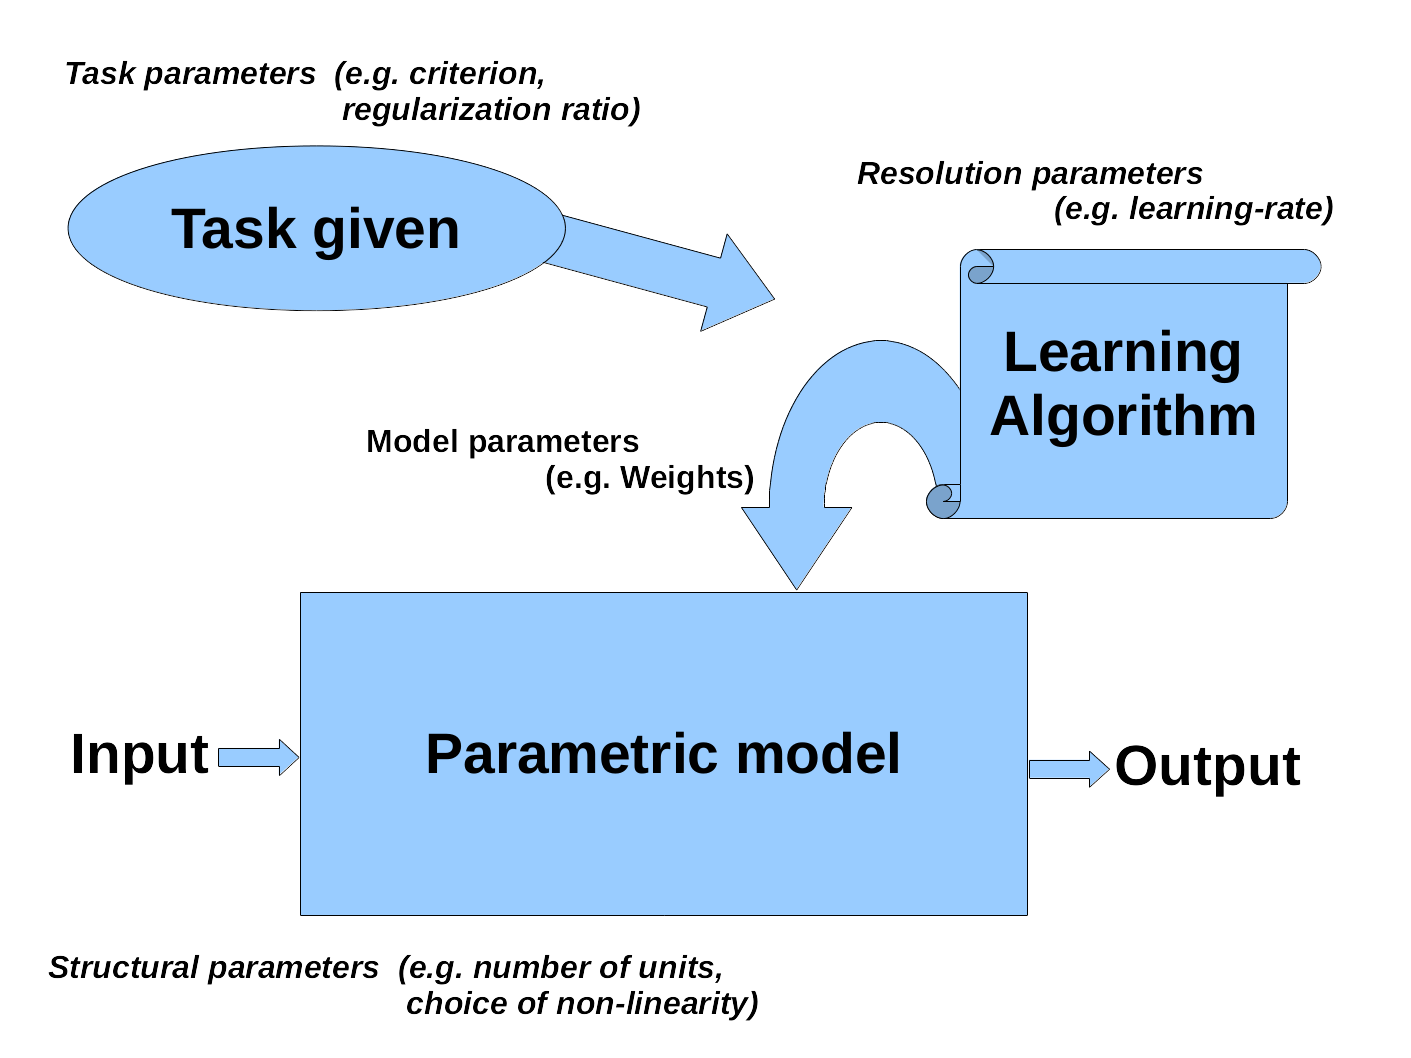 Task parameters (e.g. criterion,
regularization ratio)
Task given
Resolution parameters
(e.g. learning-rate)
Learning
Algorithm
Model parameters
(e.g. Weights)
Input
Parametric model
Output
Structural parameters (e.g. number of units,
choice of non-linearity)